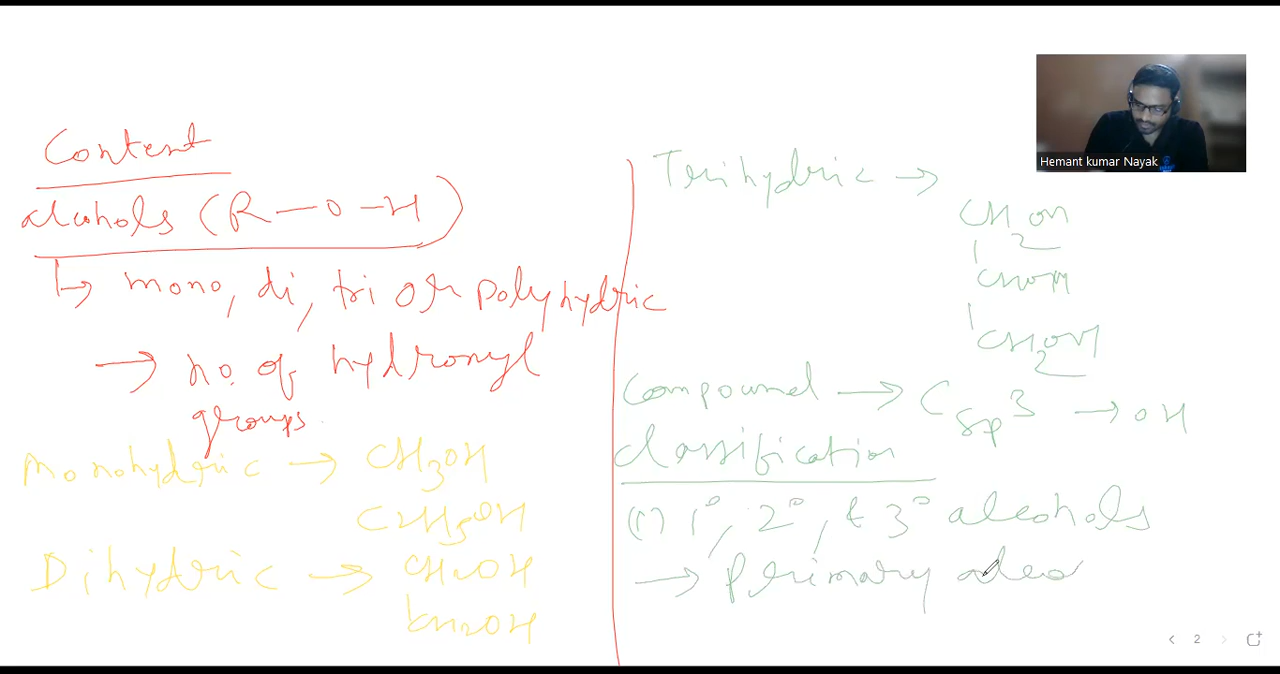 Content
alcohols (R-O-H)
↳ mono, di, tri or polyhydric
→ no. of hydroxyl
groups.
Monohydric → CH3OH
C2H5OH
Dihydric → CH2OH
CH2OH
Trihydric →
CH2OH
CHOH
CH2OH
Compound → Csp3 → OH
Classification
(1) 1°, 2°, & 3° alcohols
→ Primary alco
Hemant kumar Nayak
2